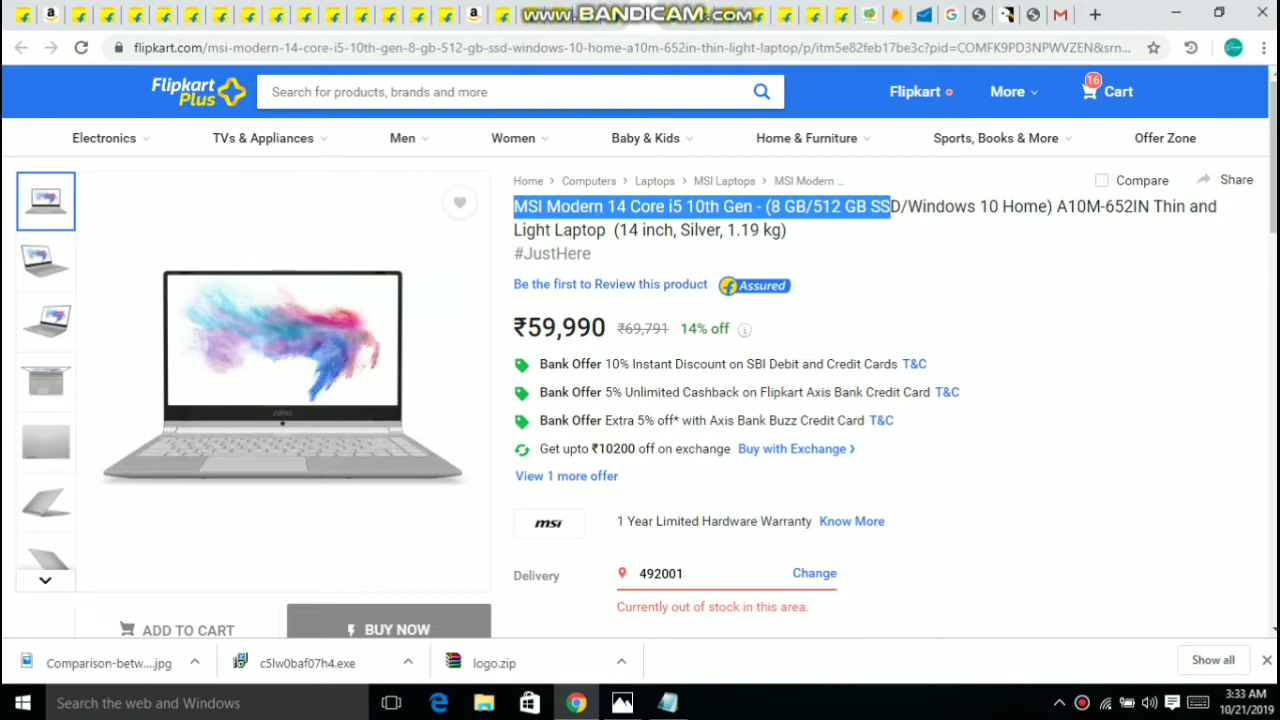 www.BANDICAM.com
flipkart.com/msi-modern-14-core-i5-10th-gen-8-gb-512-gb-ssd-windows-10-home-a10m-652in-thin-light-laptop/p/itm5e82feb17be3c?pid=COMFK9PD3NPWVZEN&srn...
Flipkart
Plus
Search for products, brands and more
Flipkart
More
16
Cart
Electronics
TVs & Appliances
Men
Women
Baby & Kids
Home & Furniture
Sports, Books & More
Offer Zone
Home > Computers > Laptops > MSI Laptops > MSI Modern ...
Compare
Share
MSI Modern 14 Core i5 10th Gen - (8 GB/512 GB SSD/Windows 10 Home) A10M-652IN Thin and
Light Laptop (14 inch, Silver, 1.19 kg)
#JustHere
Be the first to Review this product
Assured
₹59,990 ₹69,791 14% off
Bank Offer 10% Instant Discount on SBI Debit and Credit Cards T&C
Bank Offer 5% Unlimited Cashback on Flipkart Axis Bank Credit Card T&C
Bank Offer Extra 5% off* with Axis Bank Buzz Credit Card T&C
Get upto ₹10200 off on exchange Buy with Exchange >
View 1 more offer
msi
1 Year Limited Hardware Warranty Know More
Delivery
492001
Change
Currently out of stock in this area.
ADD TO CART
BUY NOW
Comparison-betw....jpg
c5lw0baf07h4.exe
logo.zip
Show all
Search the web and Windows
3:33 AM
10/21/2019